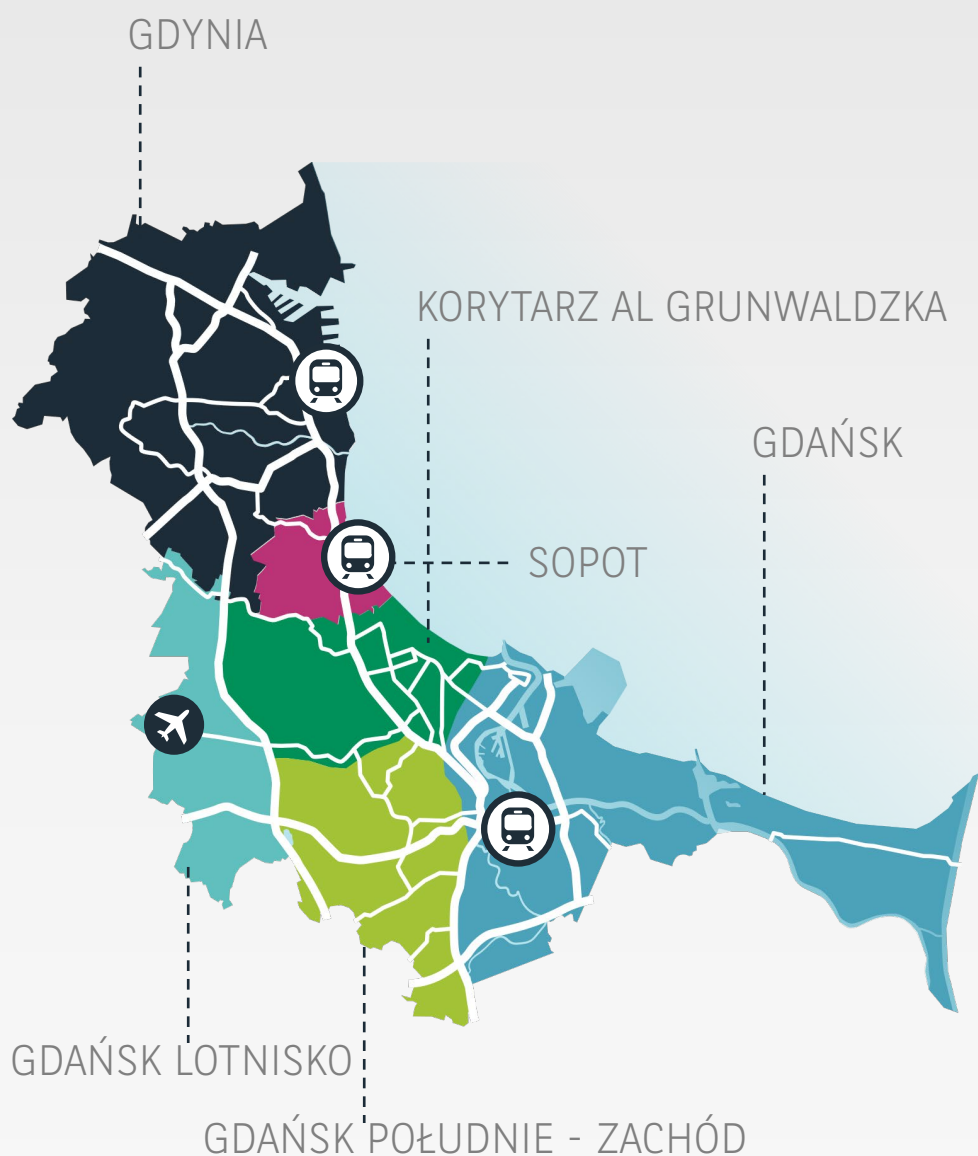 GDYNIA
KORYTARZ AL GRUNWALDZKA
GDAŃSK
SOPOT
GDAŃSK LOTNISKO
GDAŃSK POŁUDNIE - ZACHÓD